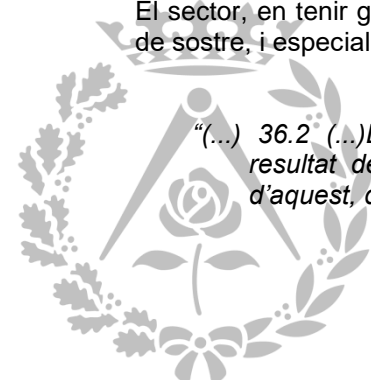 El sector, en tenir g
de sostre, i especial
“(...) 36.2 (...)
resultat de
d'aquest,